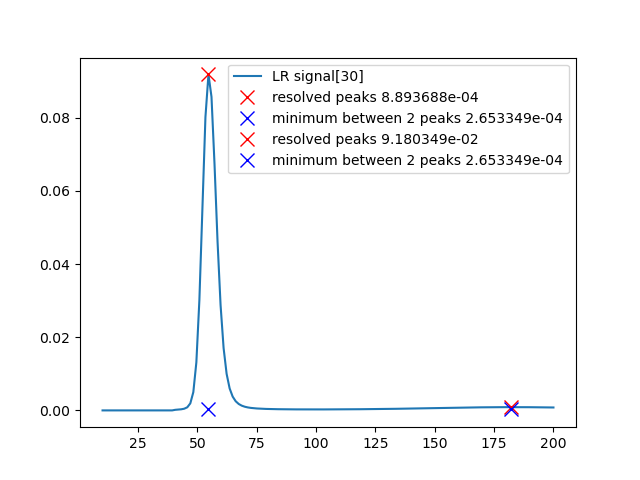 LR signal[30]
resolved peaks 8.893688e-04
minimum between 2 peaks 2.653349e-04
resolved peaks 9.180349e-02
minimum between 2 peaks 2.653349e-04
0.08
0.06
0.04
0.02
0.00
25 50 75 100 125 150 175 200